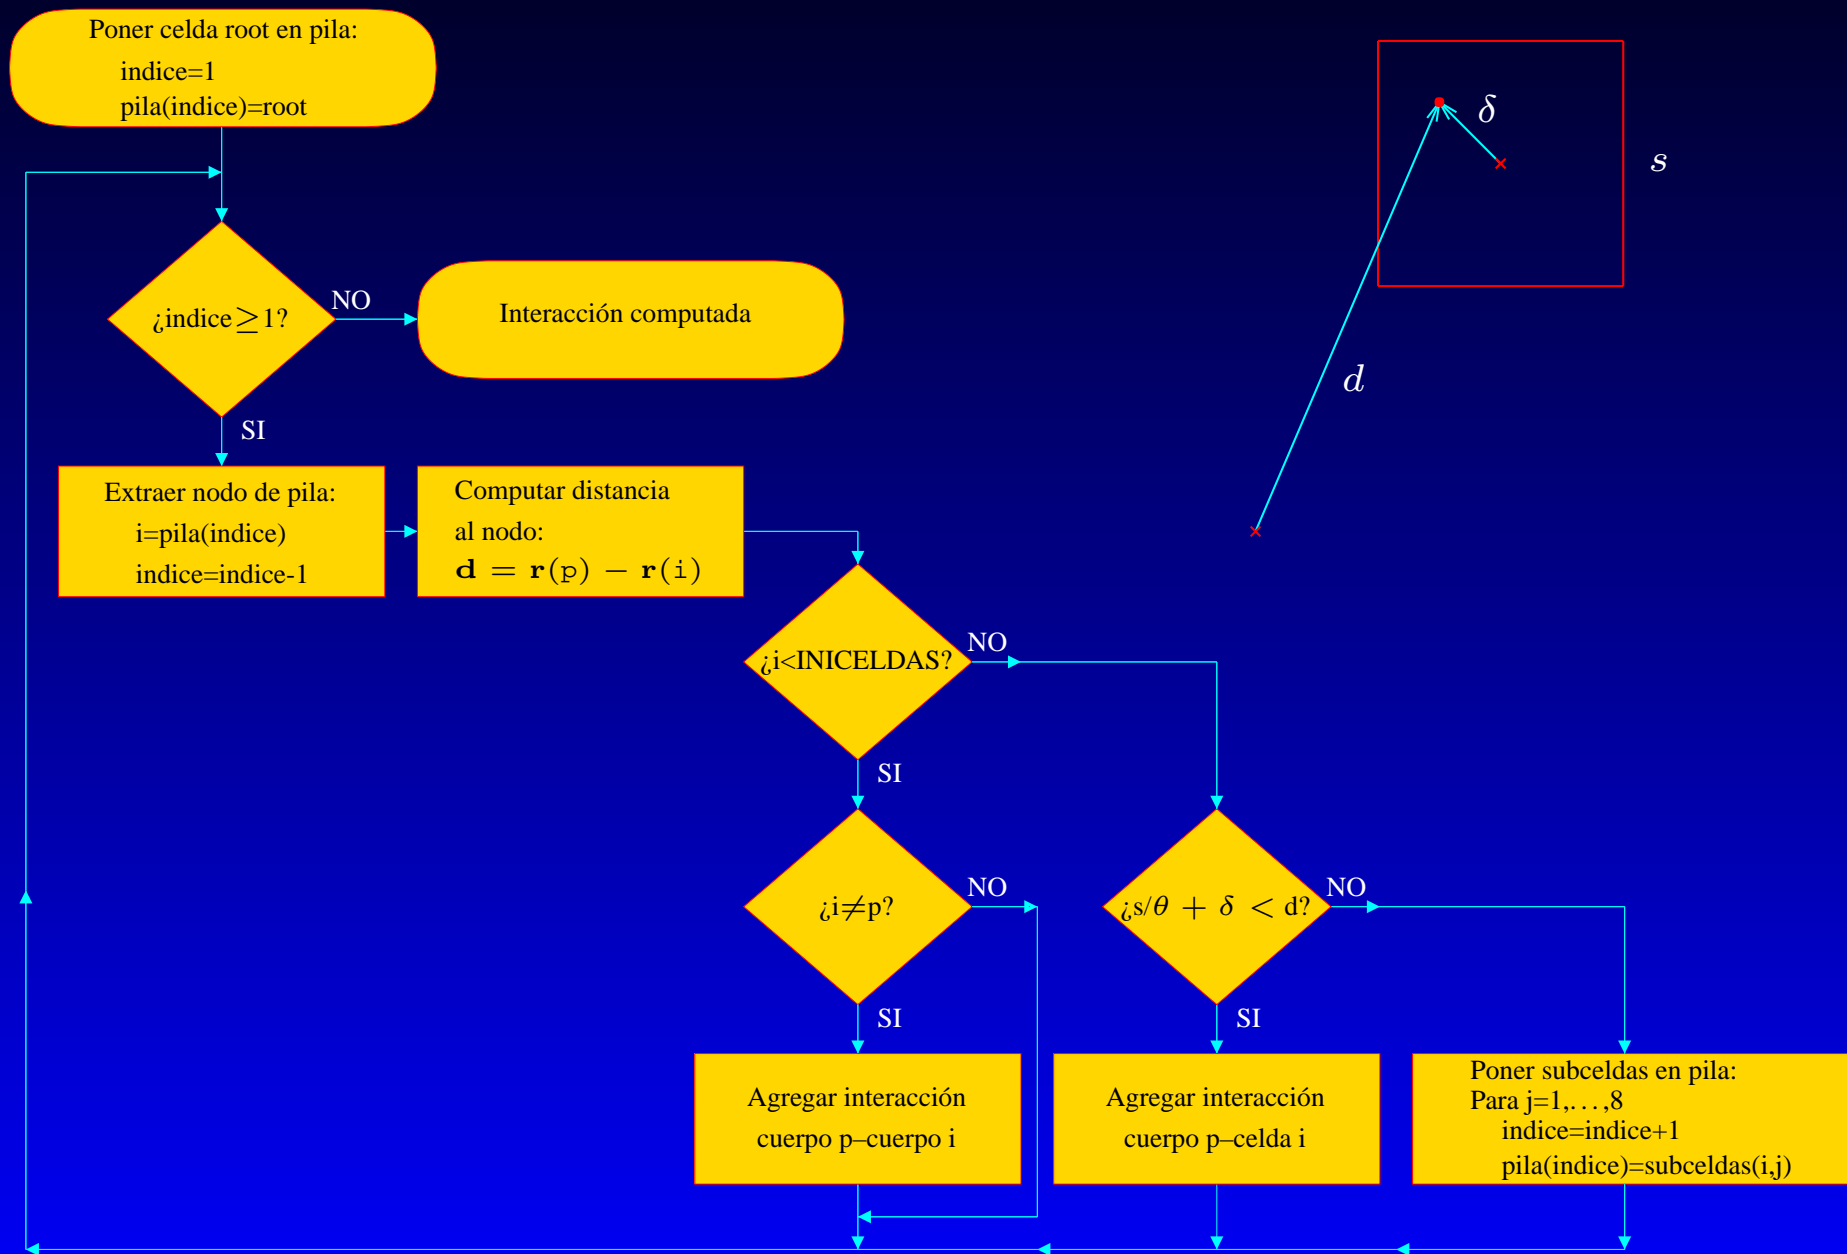 Poner celda root en pila:
indice=1
pila(indice)=root
δ
s
¿indice≥1?
NO
Interacción computada
d
SI
Extraer nodo de pila:
i=pila(indice)
indice=indice-1
Computar distancia
al nodo:
d = r(p) − r(i)
¿i<INICELDAS?
NO
SI
¿i≠p?
NO
¿s/θ + δ < d?
NO
SI
SI
Agregar interacción
cuerpo p–cuerpo i
Agregar interacción
cuerpo p–celda i
Poner subceldas en pila:
Para j=1,...,8
indice=indice+1
pila(indice)=subceldas(i,j)